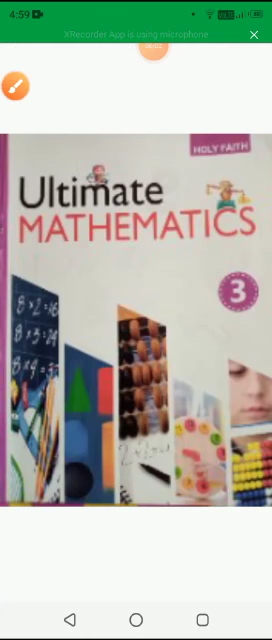 4:59
XRecorder App is using microphone
HOLY FAITH
Ultimate
MATHEMATICS
3
8×2=16
8×3=24